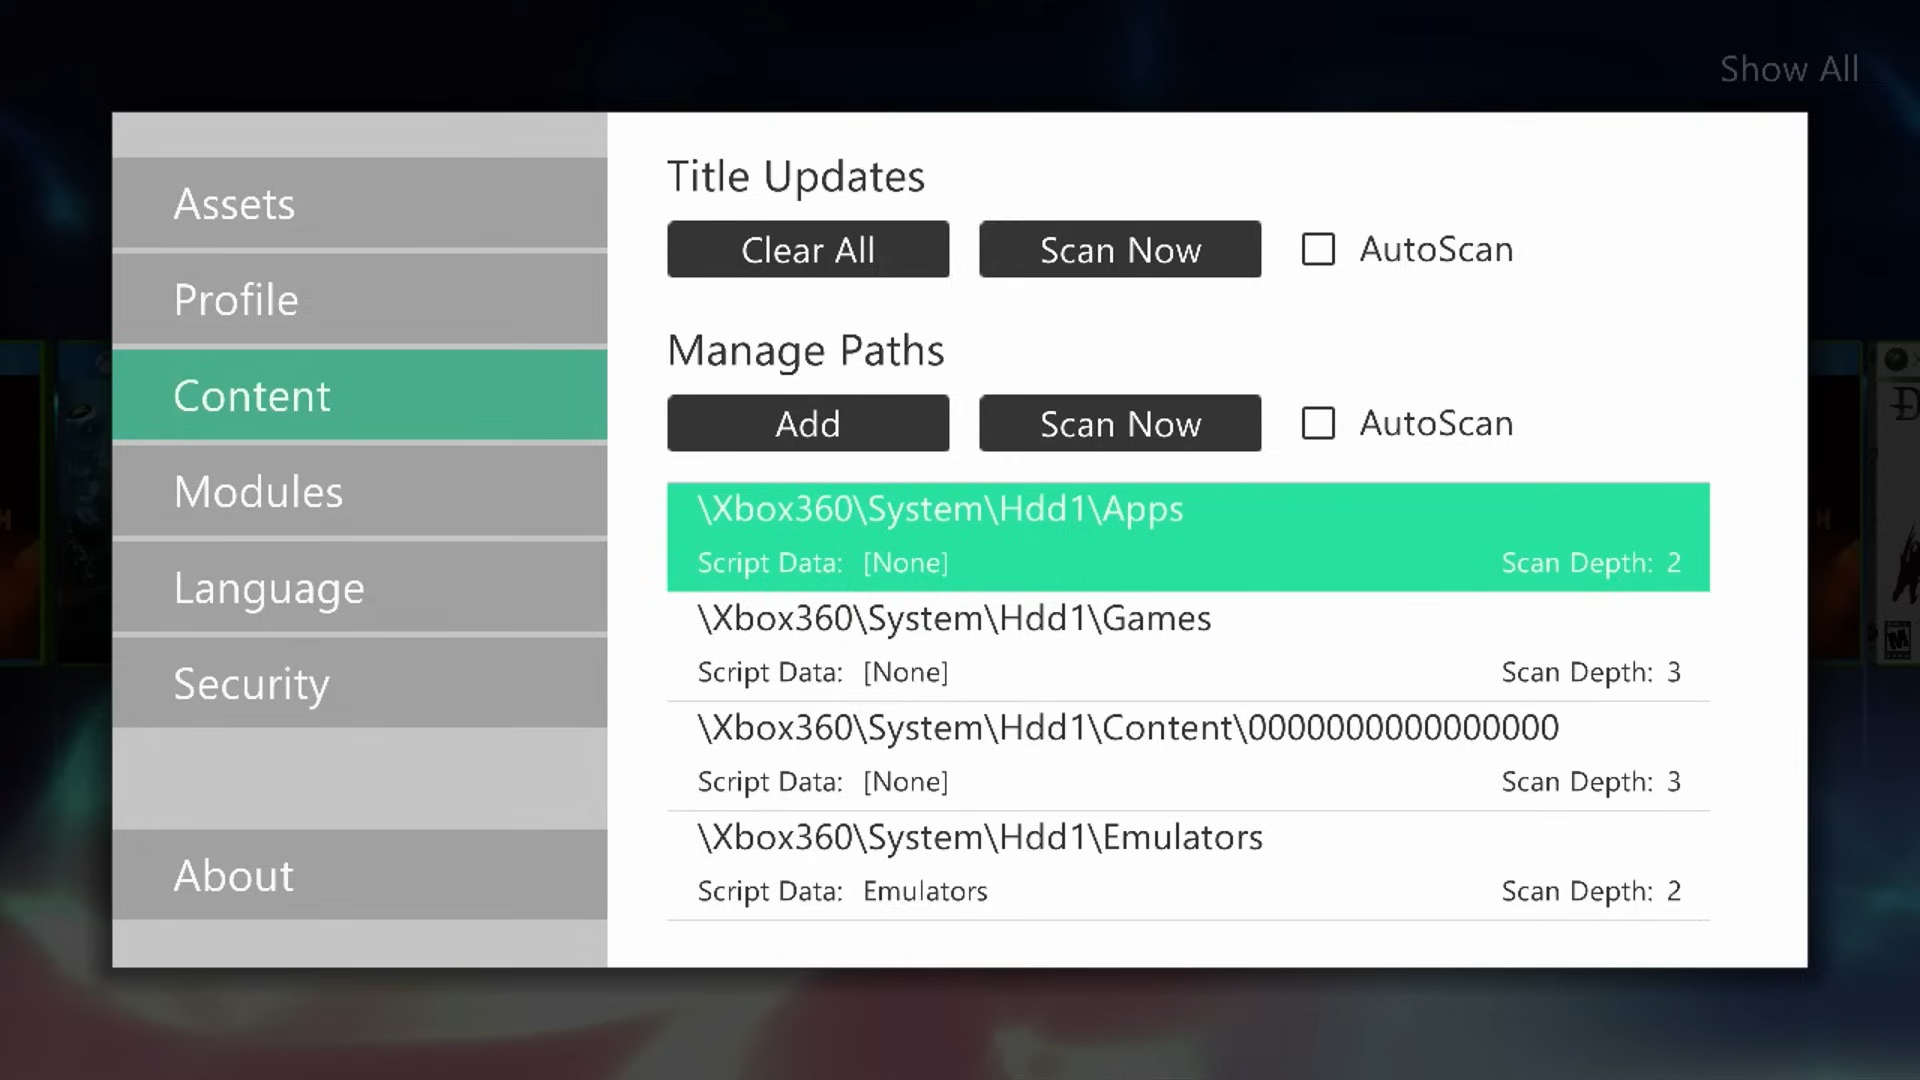 Show All
Assets
Profile
Content
Modules
Language
Security
About
Title Updates
Clear All
Scan Now
AutoScan
Manage Paths
Add
Scan Now
AutoScan
\Xbox360\System\Hdd1\Apps
Script Data: [None]
Scan Depth: 2
\Xbox360\System\Hdd1\Games
Script Data: [None]
Scan Depth: 3
\Xbox360\System\Hdd1\Content\0000000000000000
Script Data: [None]
Scan Depth: 3
\Xbox360\System\Hdd1\Emulators
Script Data: Emulators
Scan Depth: 2